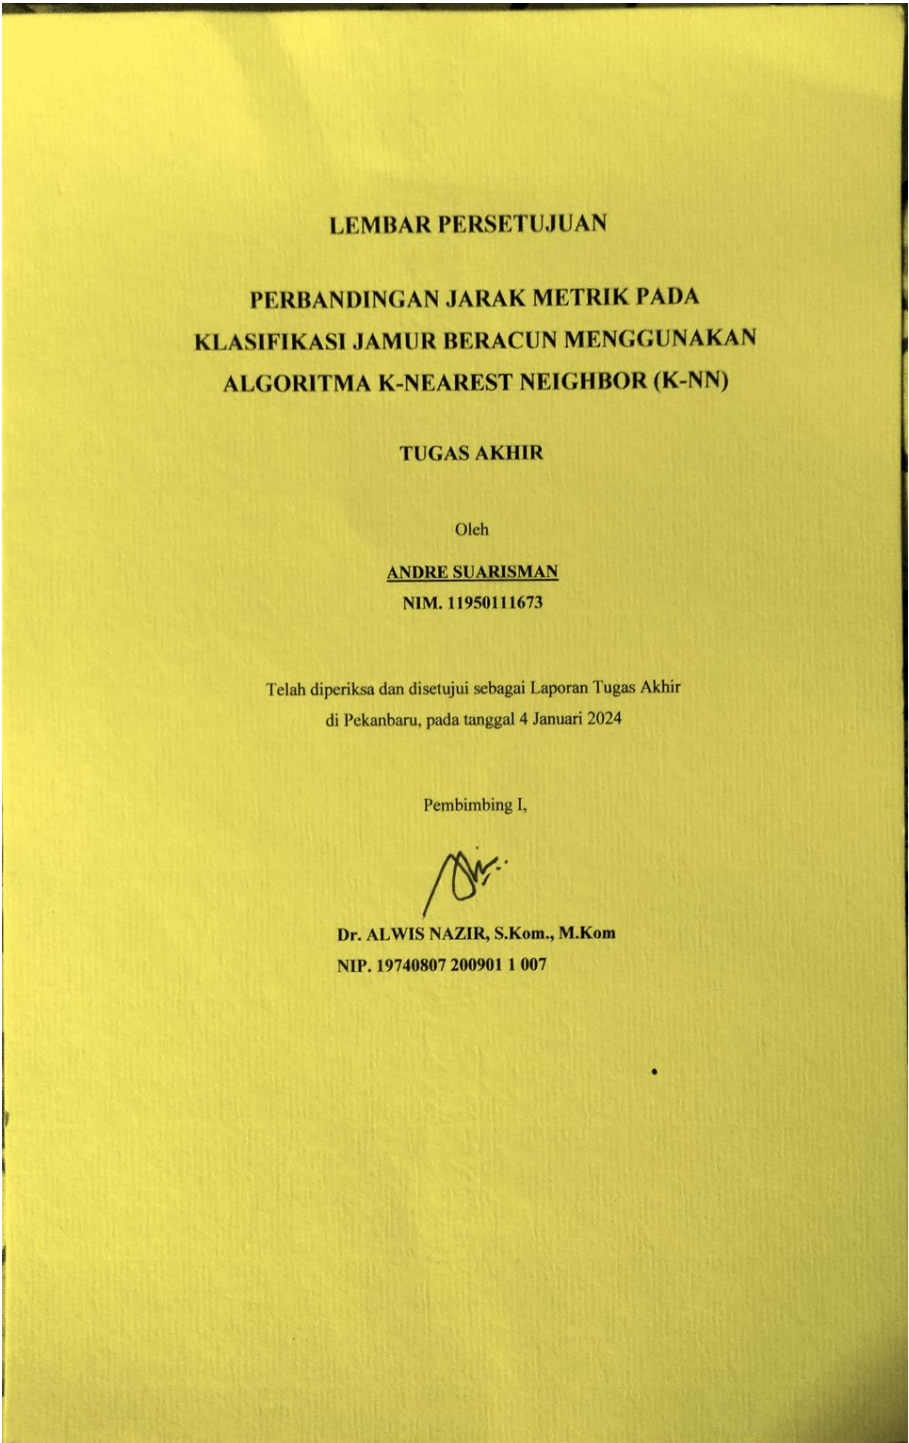 LEMBAR PERSETUJUAN
PERBANDINGAN JARAK METRIK PADA
KLASIFIKASI JAMUR BERACUN MENGGUNAKAN
ALGORITMA K-NEAREST NEIGHBOR (K-NN)
TUGAS AKHIR
Oleh
ANDRE SUARISMAN
NIM. 11950111673
Telah diperiksa dan disetujui sebagai Laporan Tugas Akhir
di Pekanbaru, pada tanggal 4 Januari 2024
Pembimbing I,
Dr. ALWIS NAZIR, S.Kom., M.Kom
NIP. 19740807 200901 1 007